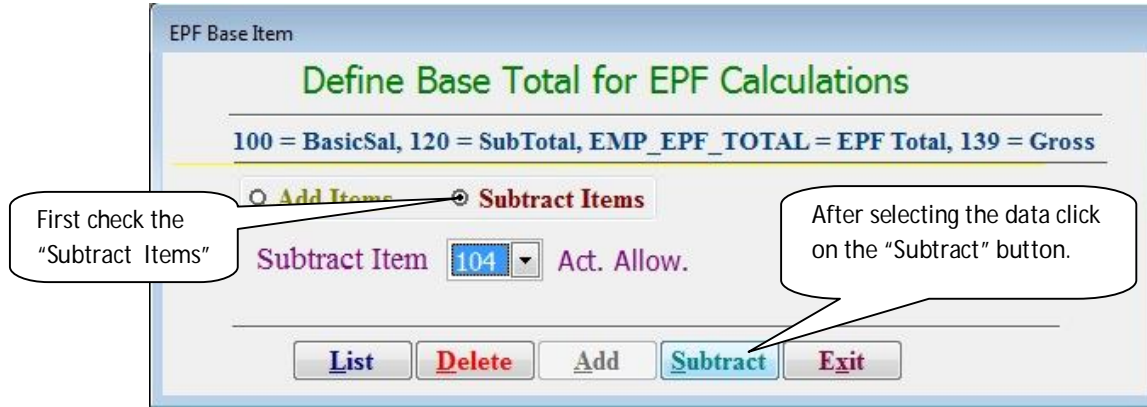 EPF Base Item
Define Base Total for EPF Calculations
100 = BasicSal, 120 = SubTotal, EMP_EPF_TOTAL = EPF Total, 139 = Gross
Add Items Subtract Items
First check the
“Subtract Items”
After selecting the data click
on the “Subtract” button.
Subtract Item 104 Act. Allow.
List Delete Add Subtract Exit